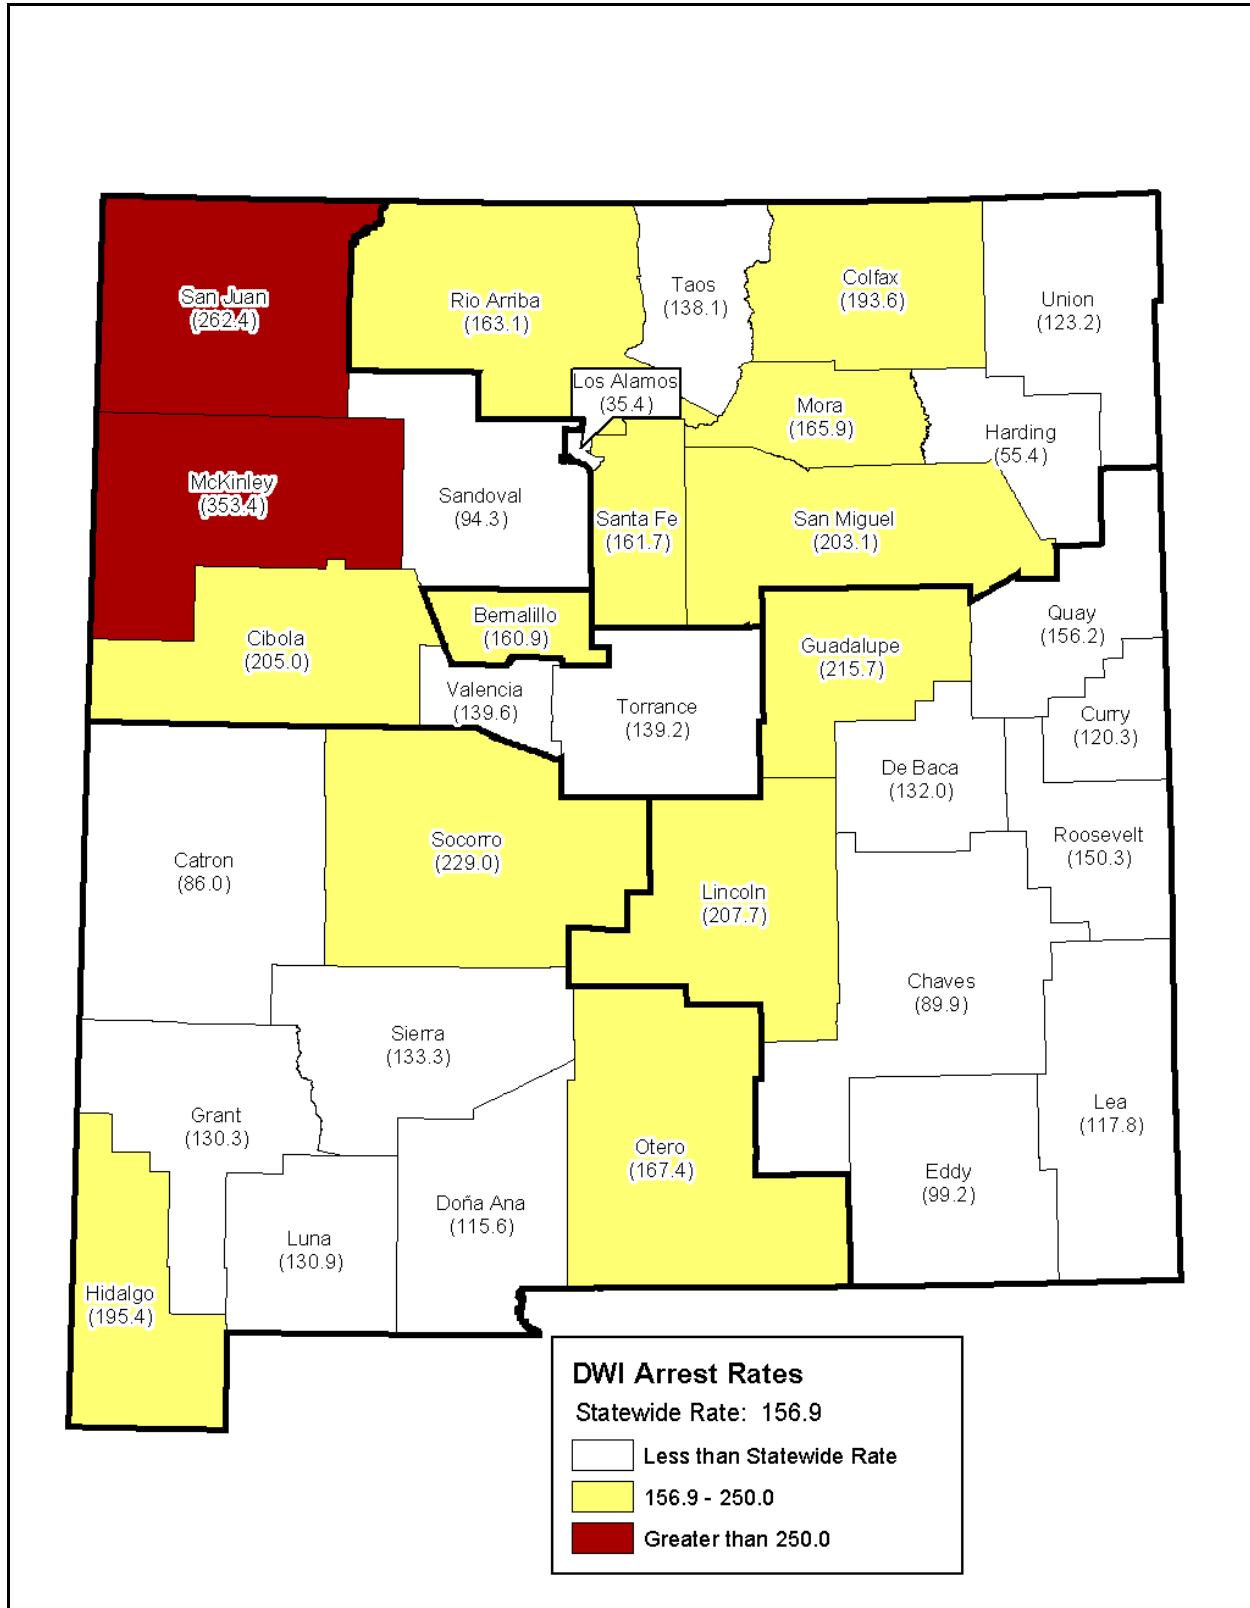 San Juan
(262.4)
Rio Arriba
(163.1)
Taos
(138.1)
Colfax
(193.6)
Union
(123.2)
Los Alamos
(35.4)
Mora
(165.9)
Harding
(55.4)
McKinley
(353.4)
Sandoval
(94.3)
Santa Fe
(161.7)
San Miguel
(203.1)
Cibola
(205.0)
Bernalillo
(160.9)
Guadalupe
(215.7)
Quay
(156.2)
Valencia
(139.6)
Torrance
(139.2)
Curry
(120.3)
De Baca
(132.0)
Roosevelt
(150.3)
Catron
(86.0)
Socorro
(229.0)
Lincoln
(207.7)
Chaves
(89.9)
Sierra
(133.3)
Grant
(130.3)
Lea
(117.8)
Otero
(167.4)
Eddy
(99.2)
Doña Ana
(115.6)
Luna
(130.9)
Hidalgo
(195.4)
DWI Arrest Rates
Statewide Rate: 156.9
Less than Statewide Rate
156.9 - 250.0
Greater than 250.0